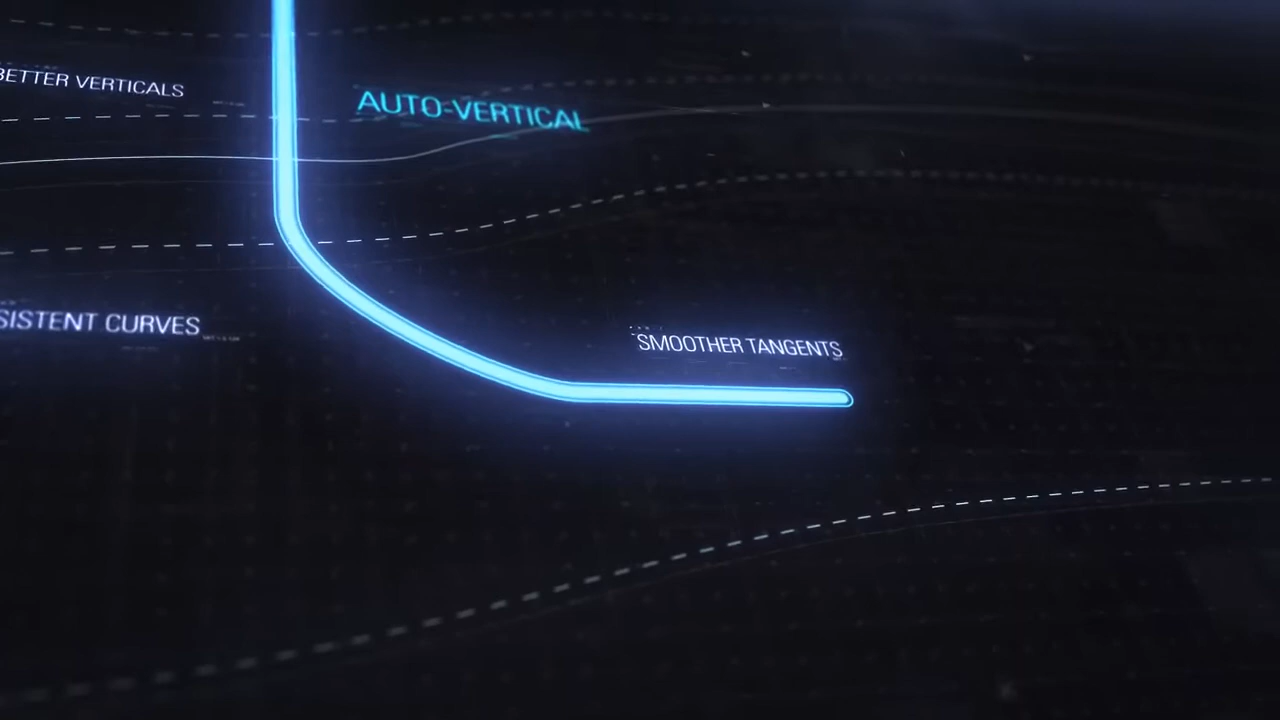 BETTER VERTICALS
AUTO-VERTICAL
SISTENT CURVES
SMOOTHER TANGENTS